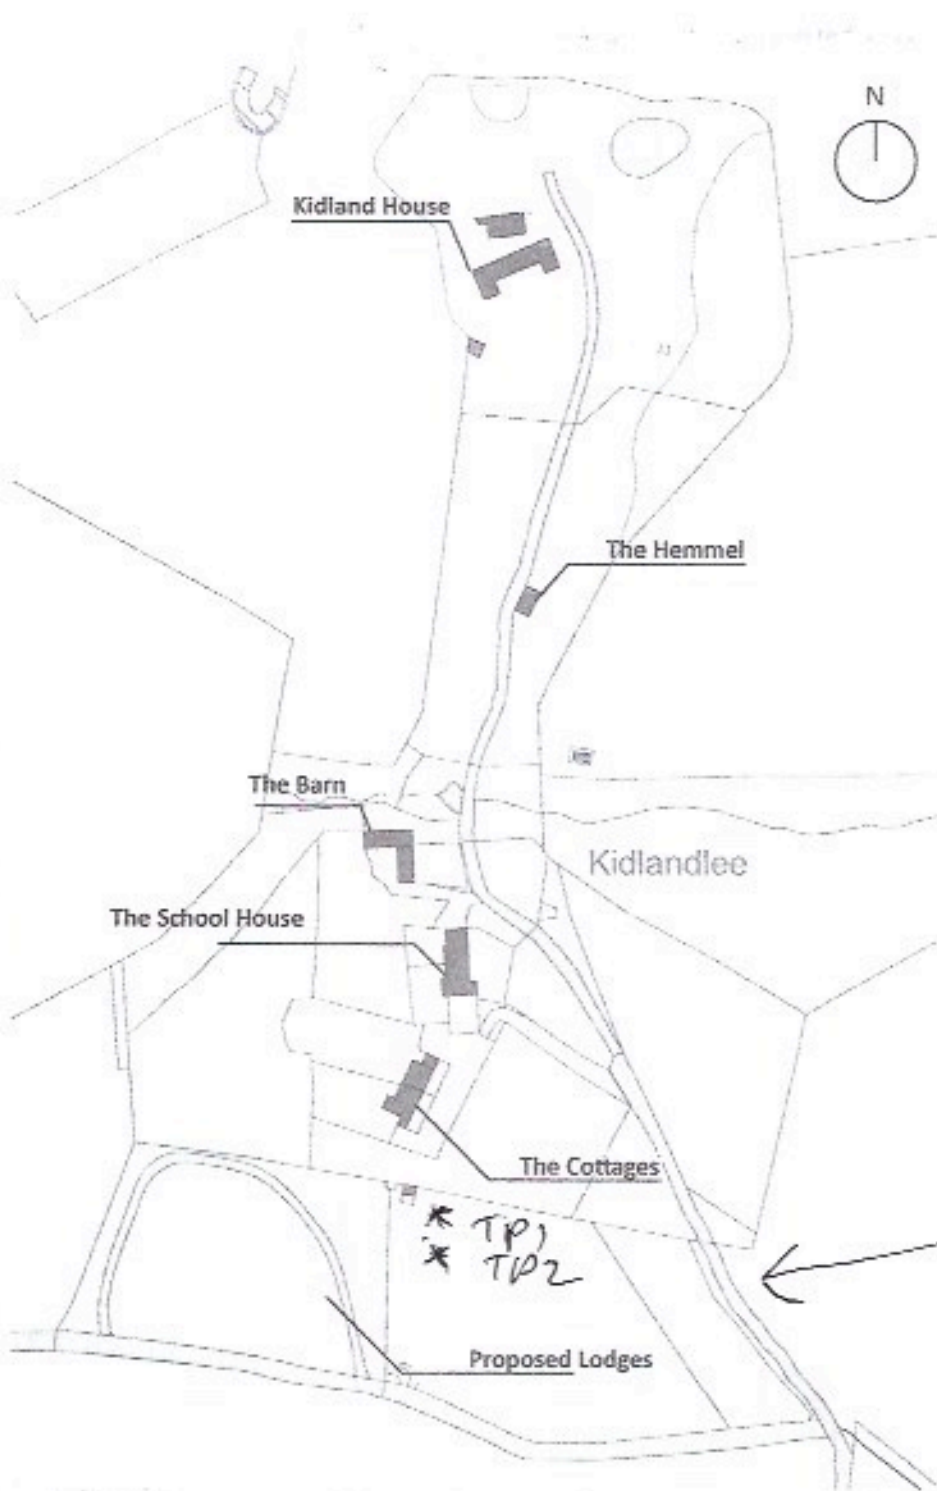 N
Kidland House
The Hemmel
The Barn
Kidlandlee
The School House
The Cottages
* TP1
* TP2
Proposed Lodges